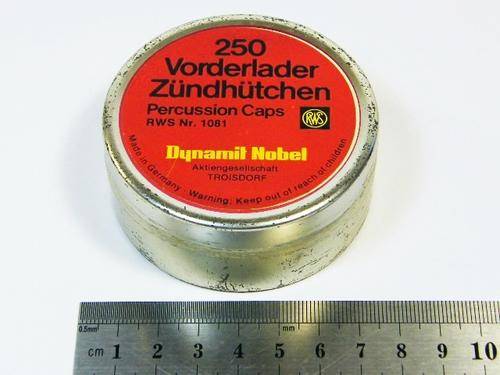 250
Vorderlader
Zündhütchen
Percussion Caps
RWS Nr. 1081
RWS
Dynamit Nobel
Aktiengesellschaft
TROISDORF
Made in Germany · Warning: Keep out of reach of children
0.5mm mm
cm 1 2 3 4 5 6 7 8 9 10